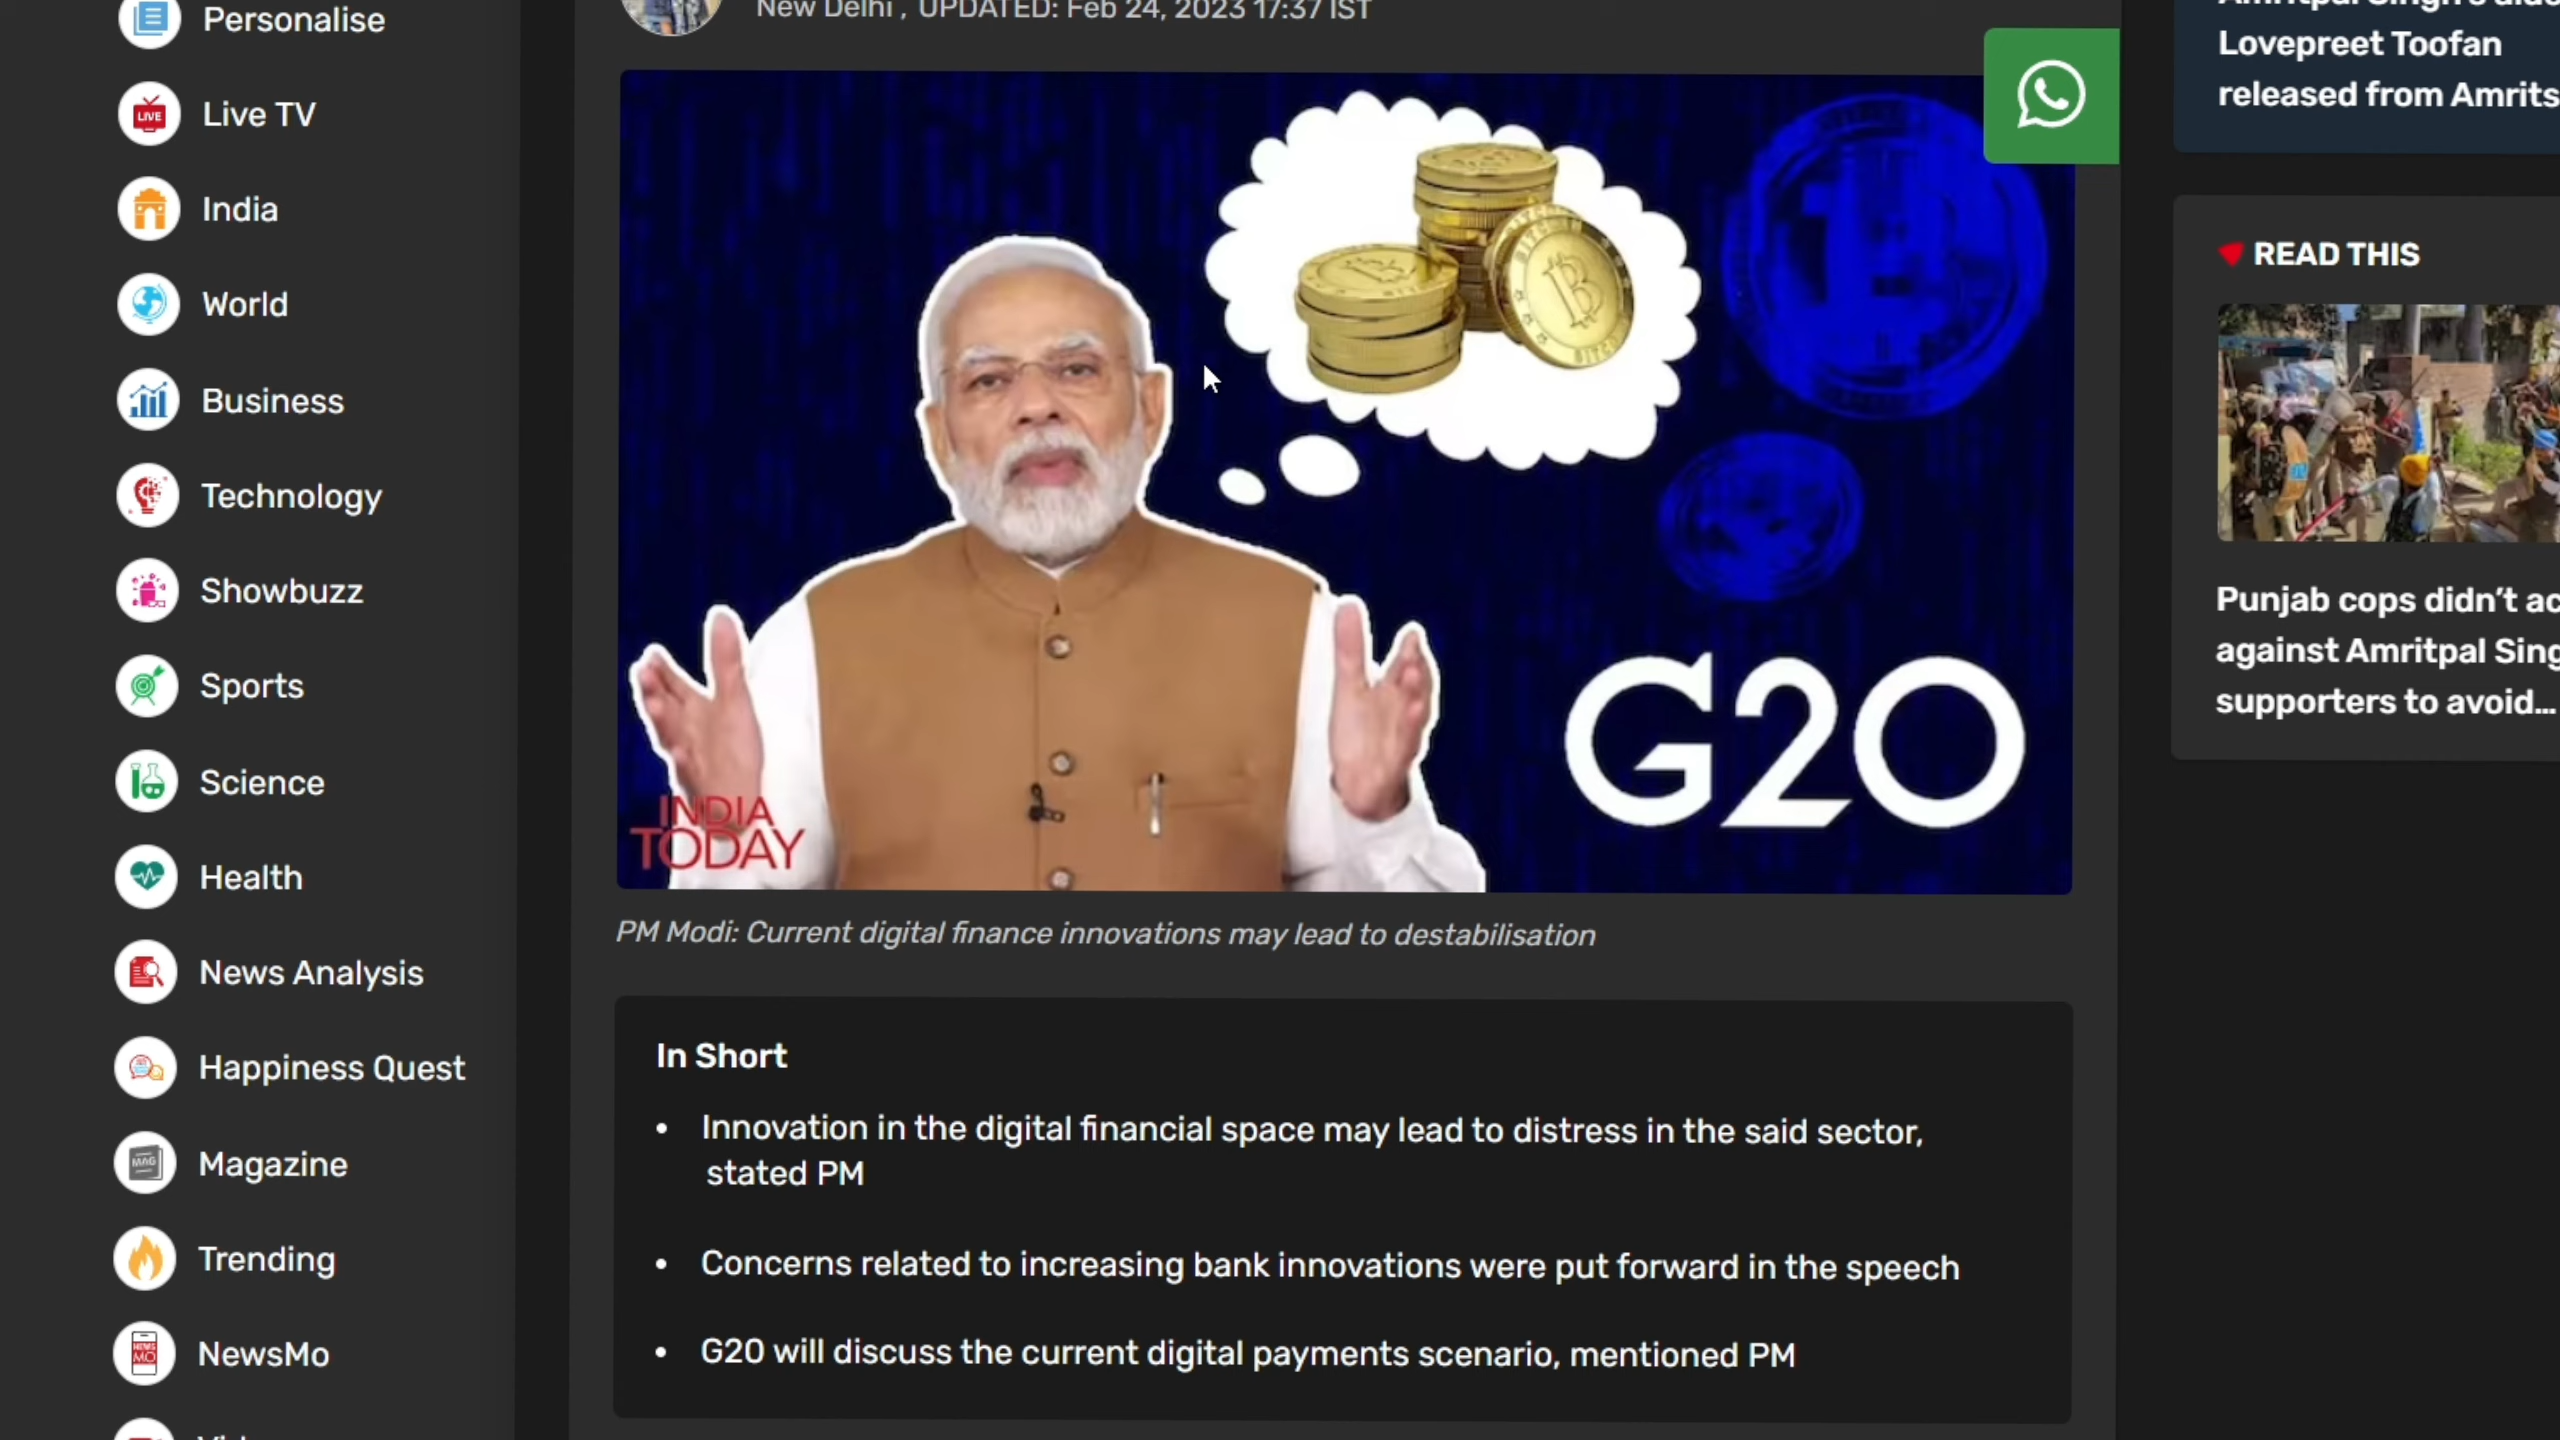 Personalise
Live TV
India
World
Business
Technology
Showbuzz
Sports
Science
Health
News Analysis
Happiness Quest
Magazine
Trending
NewsMo
LIVE
MAG
NEWS
MO
New Delhi , UPDATED: Feb 24, 2023 17:37 IST
BITCOIN
G20
INDIA
TODAY
PM Modi: Current digital finance innovations may lead to destabilisation
In Short
• Innovation in the digital financial space may lead to distress in the said sector,
stated PM
• Concerns related to increasing bank innovations were put forward in the speech
• G20 will discuss the current digital payments scenario, mentioned PM
Lovepreet Toofan
released from Amrits
READ THIS
Punjab cops didn’t ac
against Amritpal Sing
supporters to avoid...